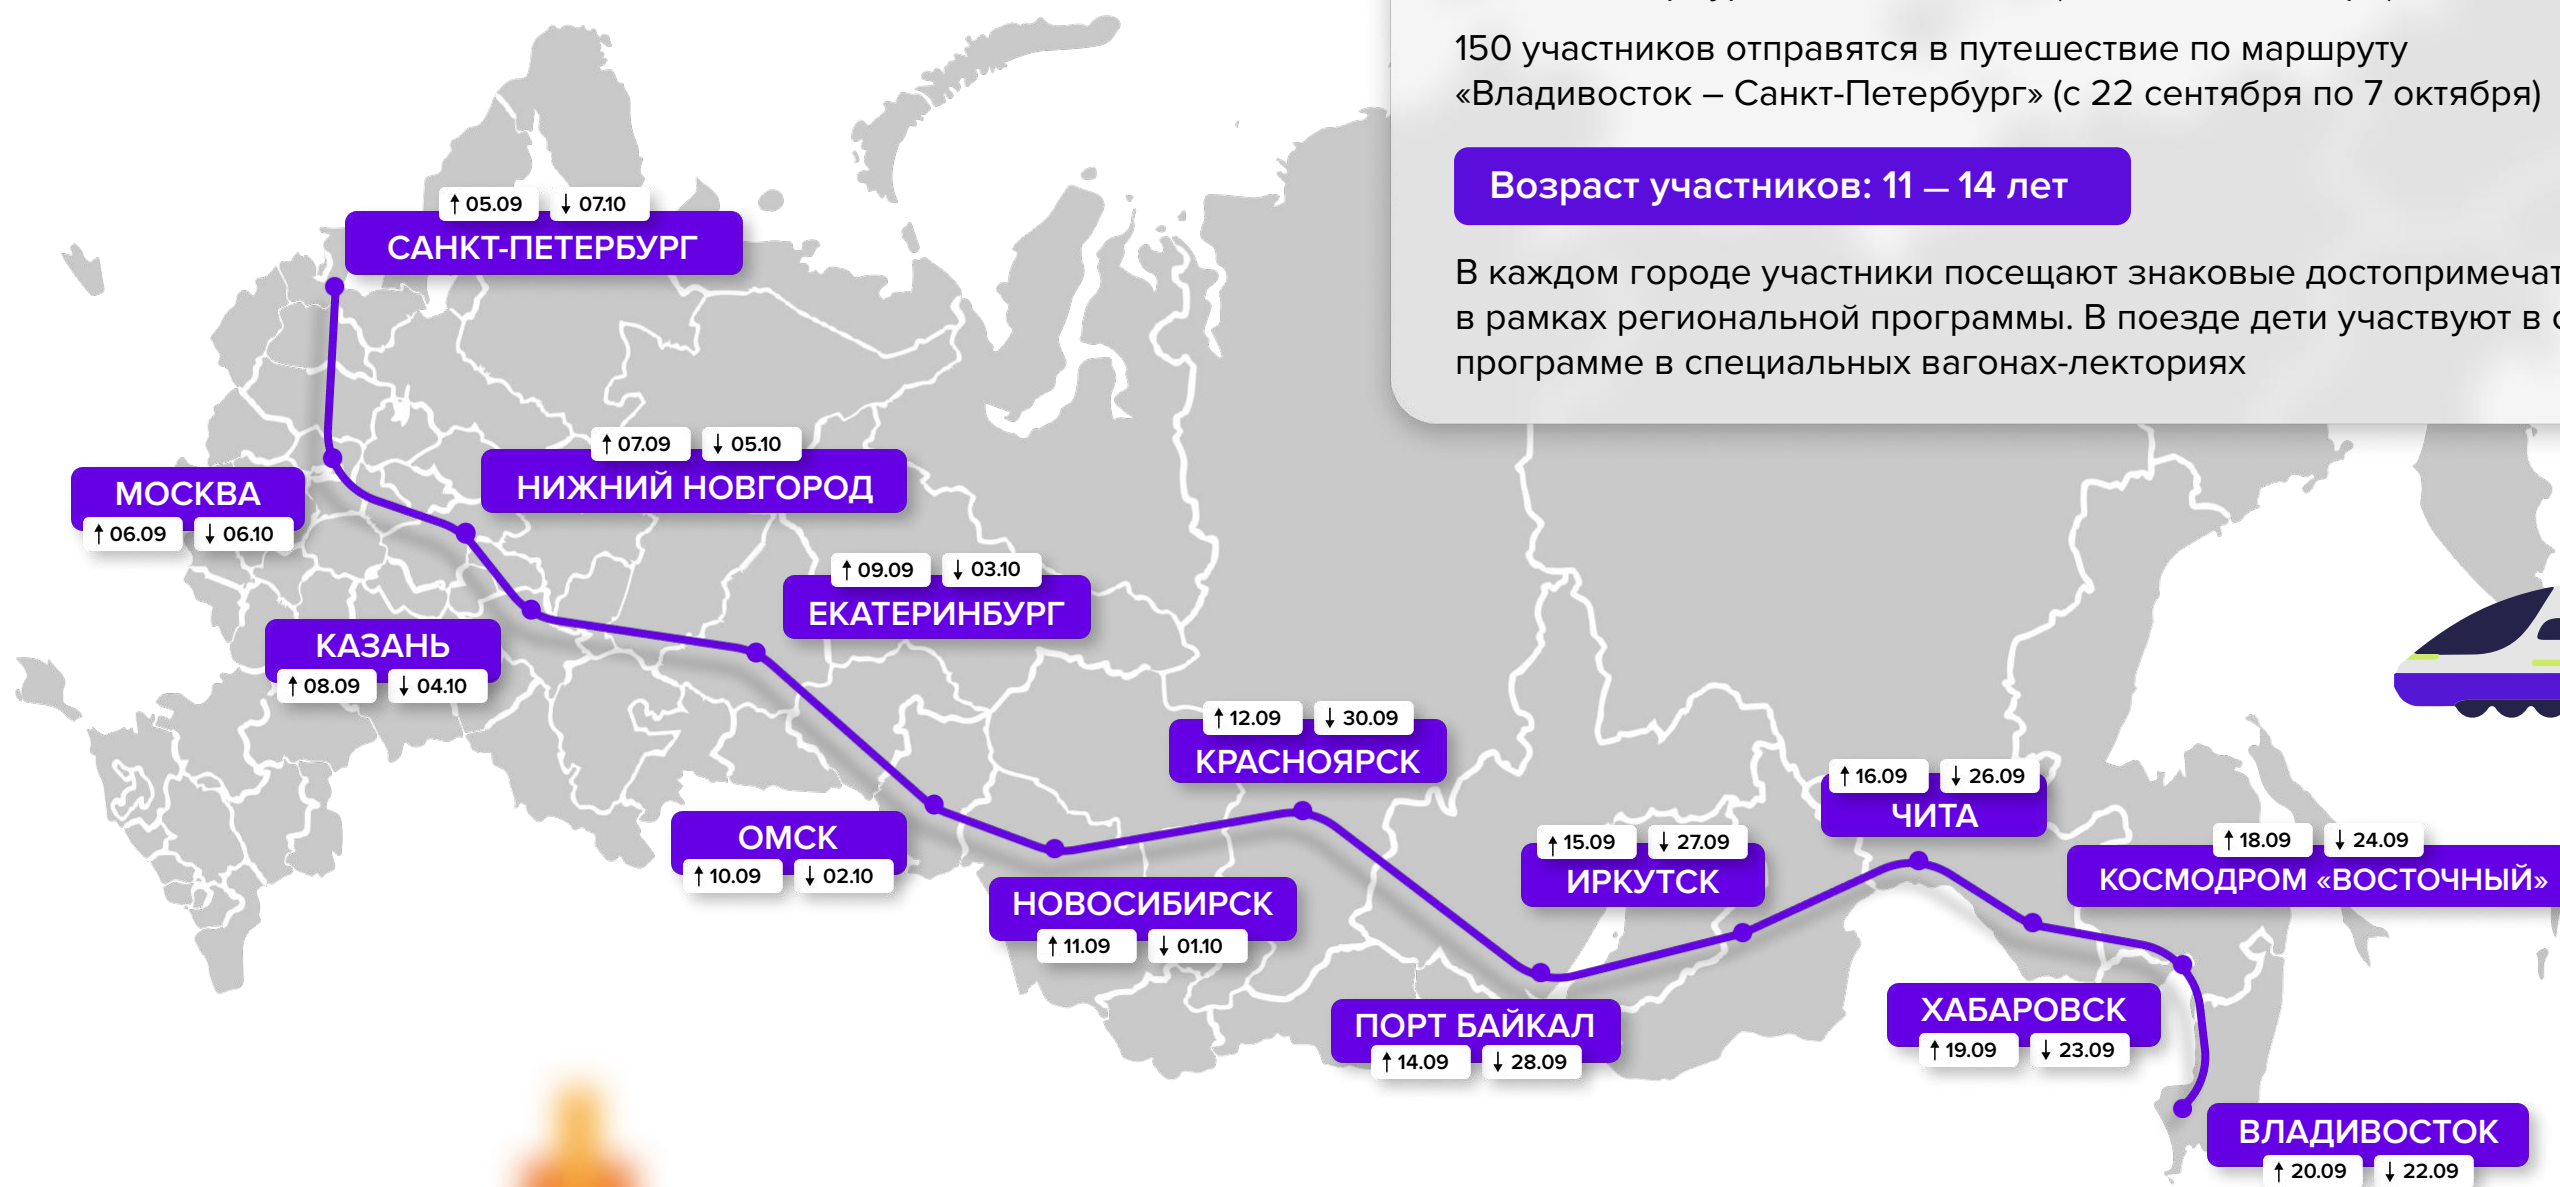 150 участников отправятся в путешествие по маршруту
«Владивосток – Санкт-Петербург» (с 22 сентября по 7 октября)
Возраст участников: 11 — 14 лет
В каждом городе участники посещают знаковые
в рамках региональной программы. В поезде дети участвуют в
программе в специальных вагонах-лекториях
↑ 05.09 ↓ 07.10
САНКТ-ПЕТЕРБУРГ
МОСКВА
↑ 06.09 ↓ 06.10
↑ 07.09 ↓ 05.10
НИЖНИЙ НОВГОРОД
КАЗАНЬ
↑ 08.09 ↓ 04.10
↑ 09.09 ↓ 03.10
ЕКАТЕРИНБУРГ
ОМСК
↑ 10.09 ↓ 02.10
НОВОСИБИРСК
↑ 11.09 ↓ 01.10
↑ 12.09 ↓ 30.09
КРАСНОЯРСК
ПОРТ БАЙКАЛ
↑ 14.09 ↓ 28.09
↑ 15.09 ↓ 27.09
ИРКУТСК
↑ 16.09 ↓ 26.09
ЧИТА
↑ 18.09 ↓ 24.09
КОСМОДРОМ «ВОСТОЧНЫЙ»
ХАБАРОВСК
↑ 19.09 ↓ 23.09
ВЛАДИВОСТОК
↑ 20.09 ↓ 22.09